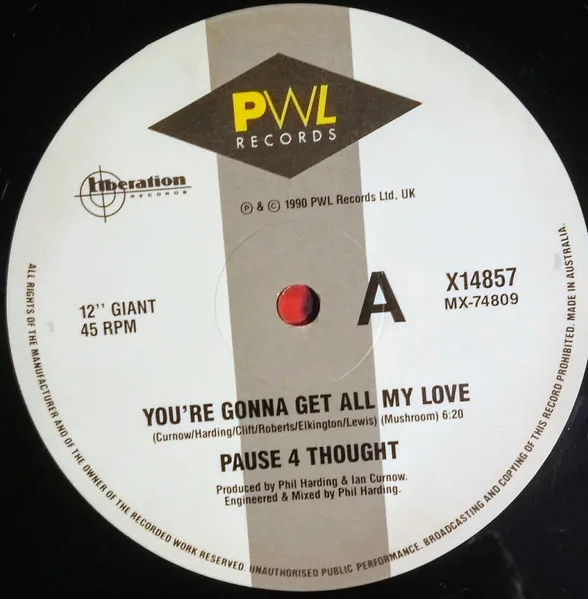 PWL
RECORDS
liberation
RECORDS
℗ & © 1990 PWL Records Ltd, UK
12'' GIANT
45 RPM
A
X14857
MX-74809
YOU'RE GONNA GET ALL MY LOVE
(Curnow/Harding/Clift/Roberts/Elkington/Lewis) (Mushroom) 6:20
PAUSE 4 THOUGHT
Produced by Phil Harding & Ian Curnow.
Engineered & Mixed by Phil Harding.
ALL RIGHTS OF THE MANUFACTURER AND OF THE OWNER OF THE RECORDED WORK RESERVED. UNAUTHORISED PUBLIC PERFORMANCE, BROADCASTING AND COPYING OF THIS RECORD PROHIBITED. MADE IN AUSTRALIA.